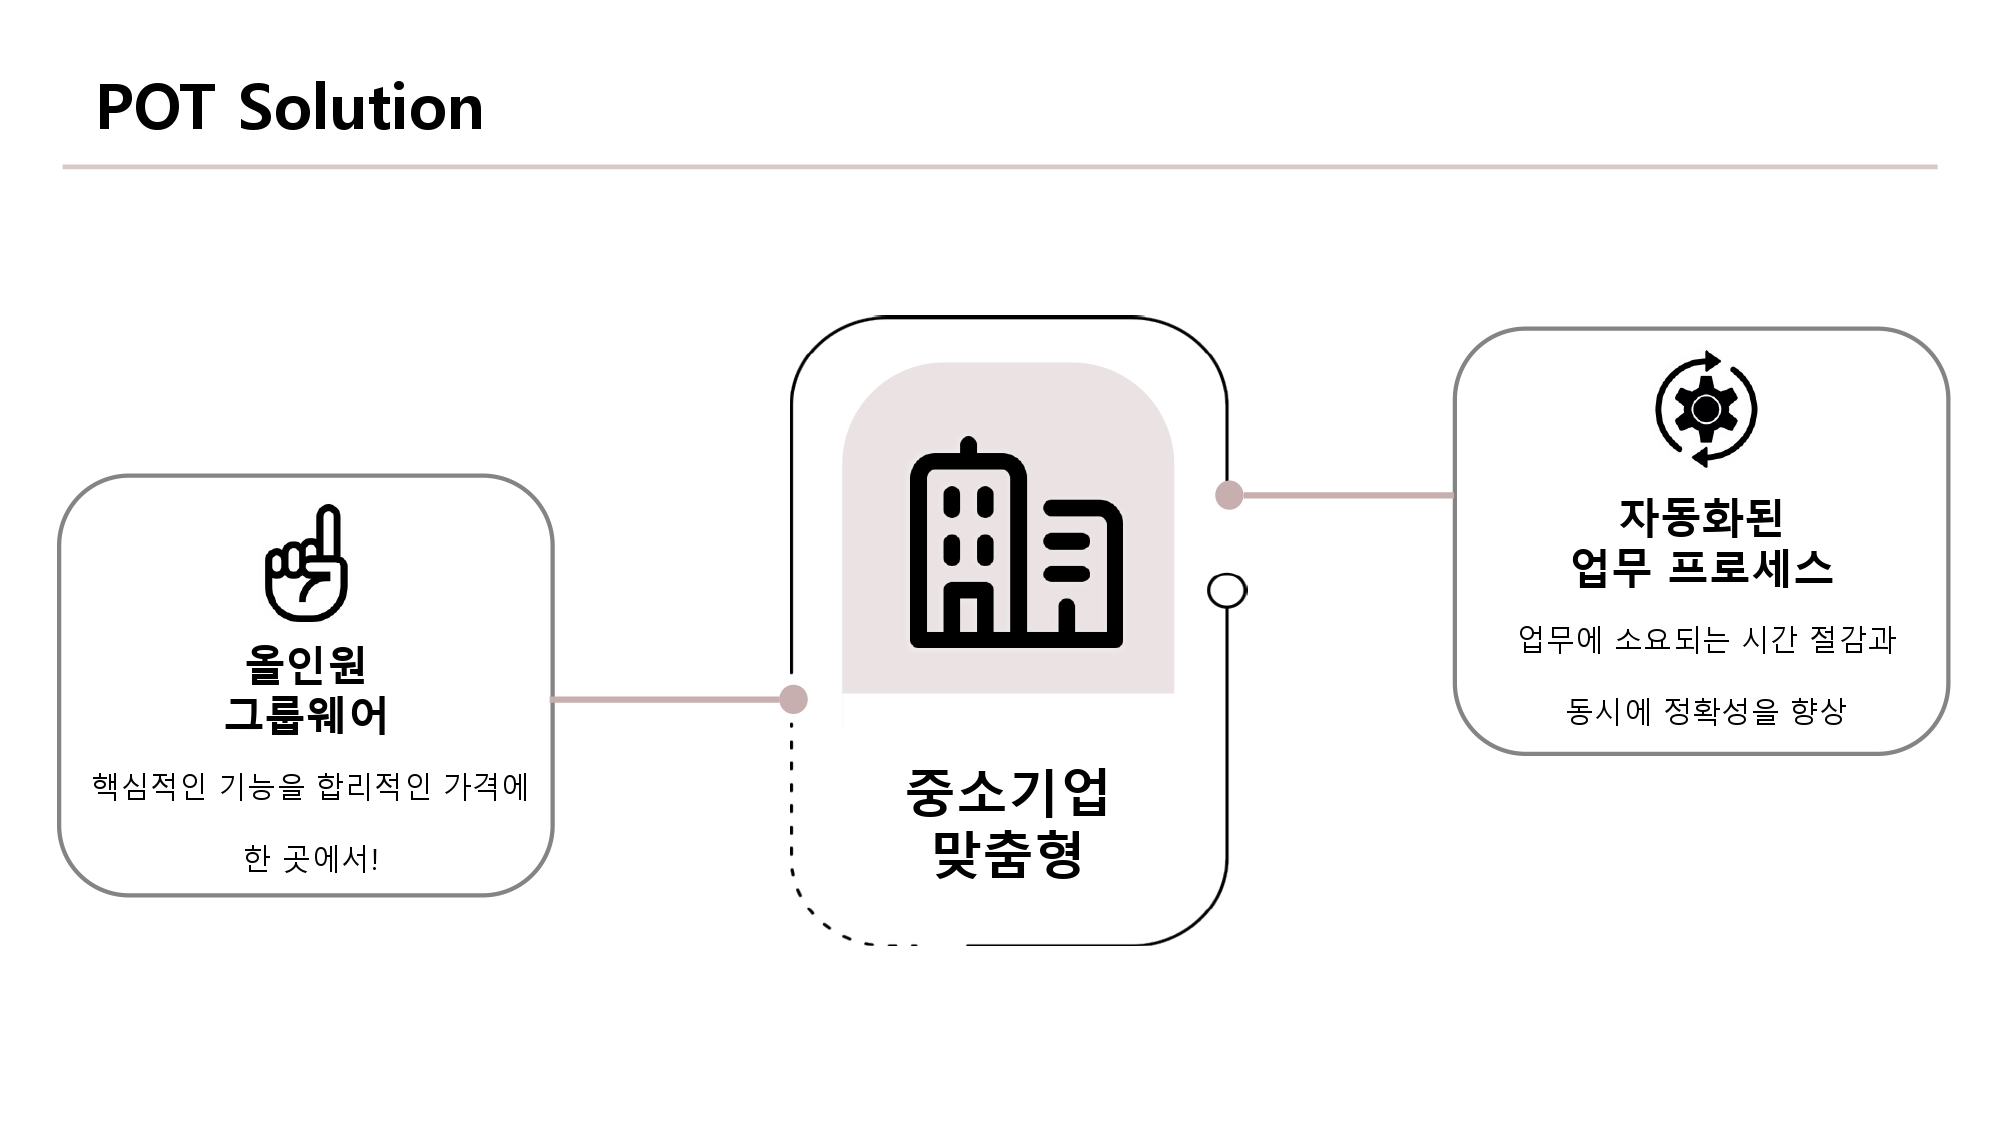 POT Solution
올인원
그룹웨어
핵심적인 기능을 합리적인 가격에
한 곳에서!
중소기업
맞춤형
자동화된
업무 프로세스
업무에 소요되는 시간 절감과
동시에 정확성을 향상